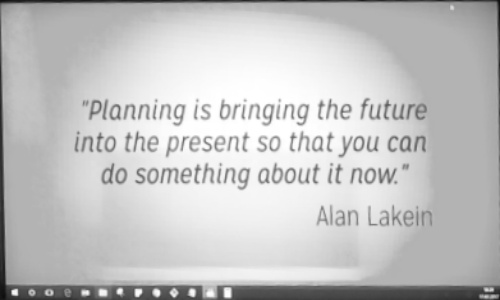 "Planning is bringing the future
into the present so that you can
do something about it now."
Alan Lakein